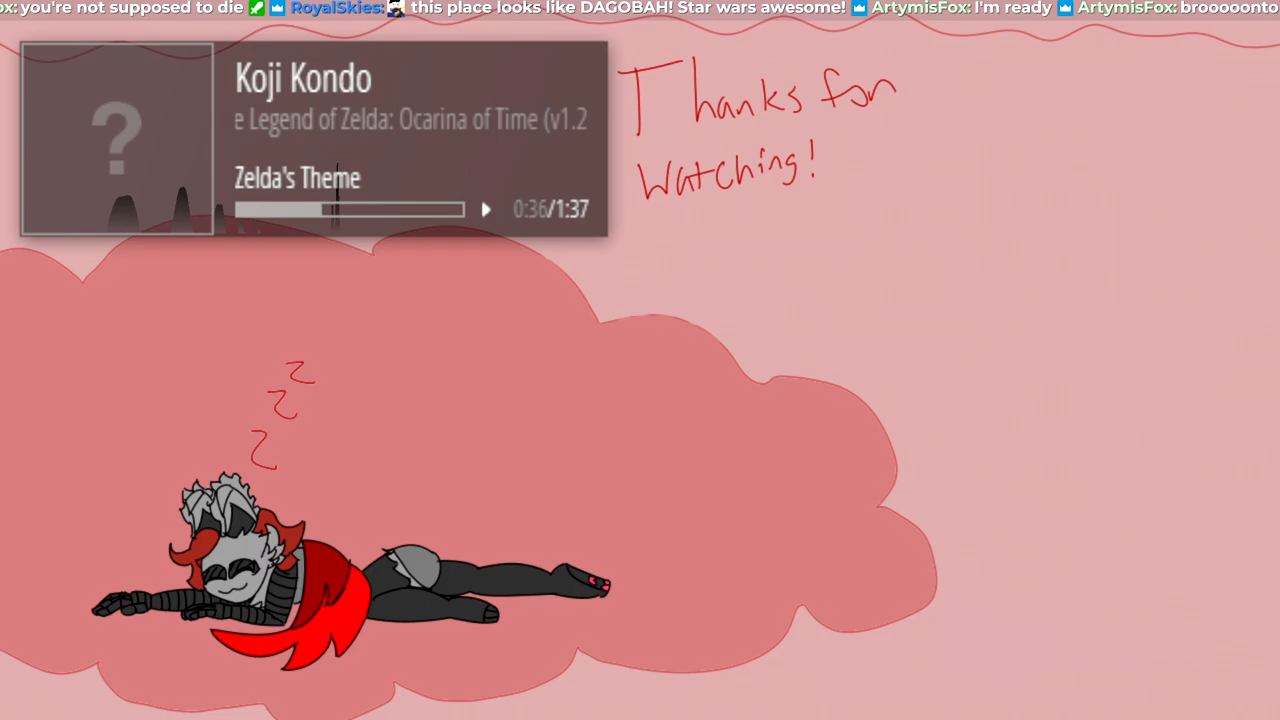 ox: you're not supposed to die RoyalSkies: this place looks like DAGOBAH! Star wars awesome! ArtymisFox: I'm ready ArtymisFox: brooooonto
Koji Kondo
e Legend of Zelda: Ocarina of Time (v1.2
?
Zelda's Theme
0:36/1:37
Thanks for
Watching!
z
z
z